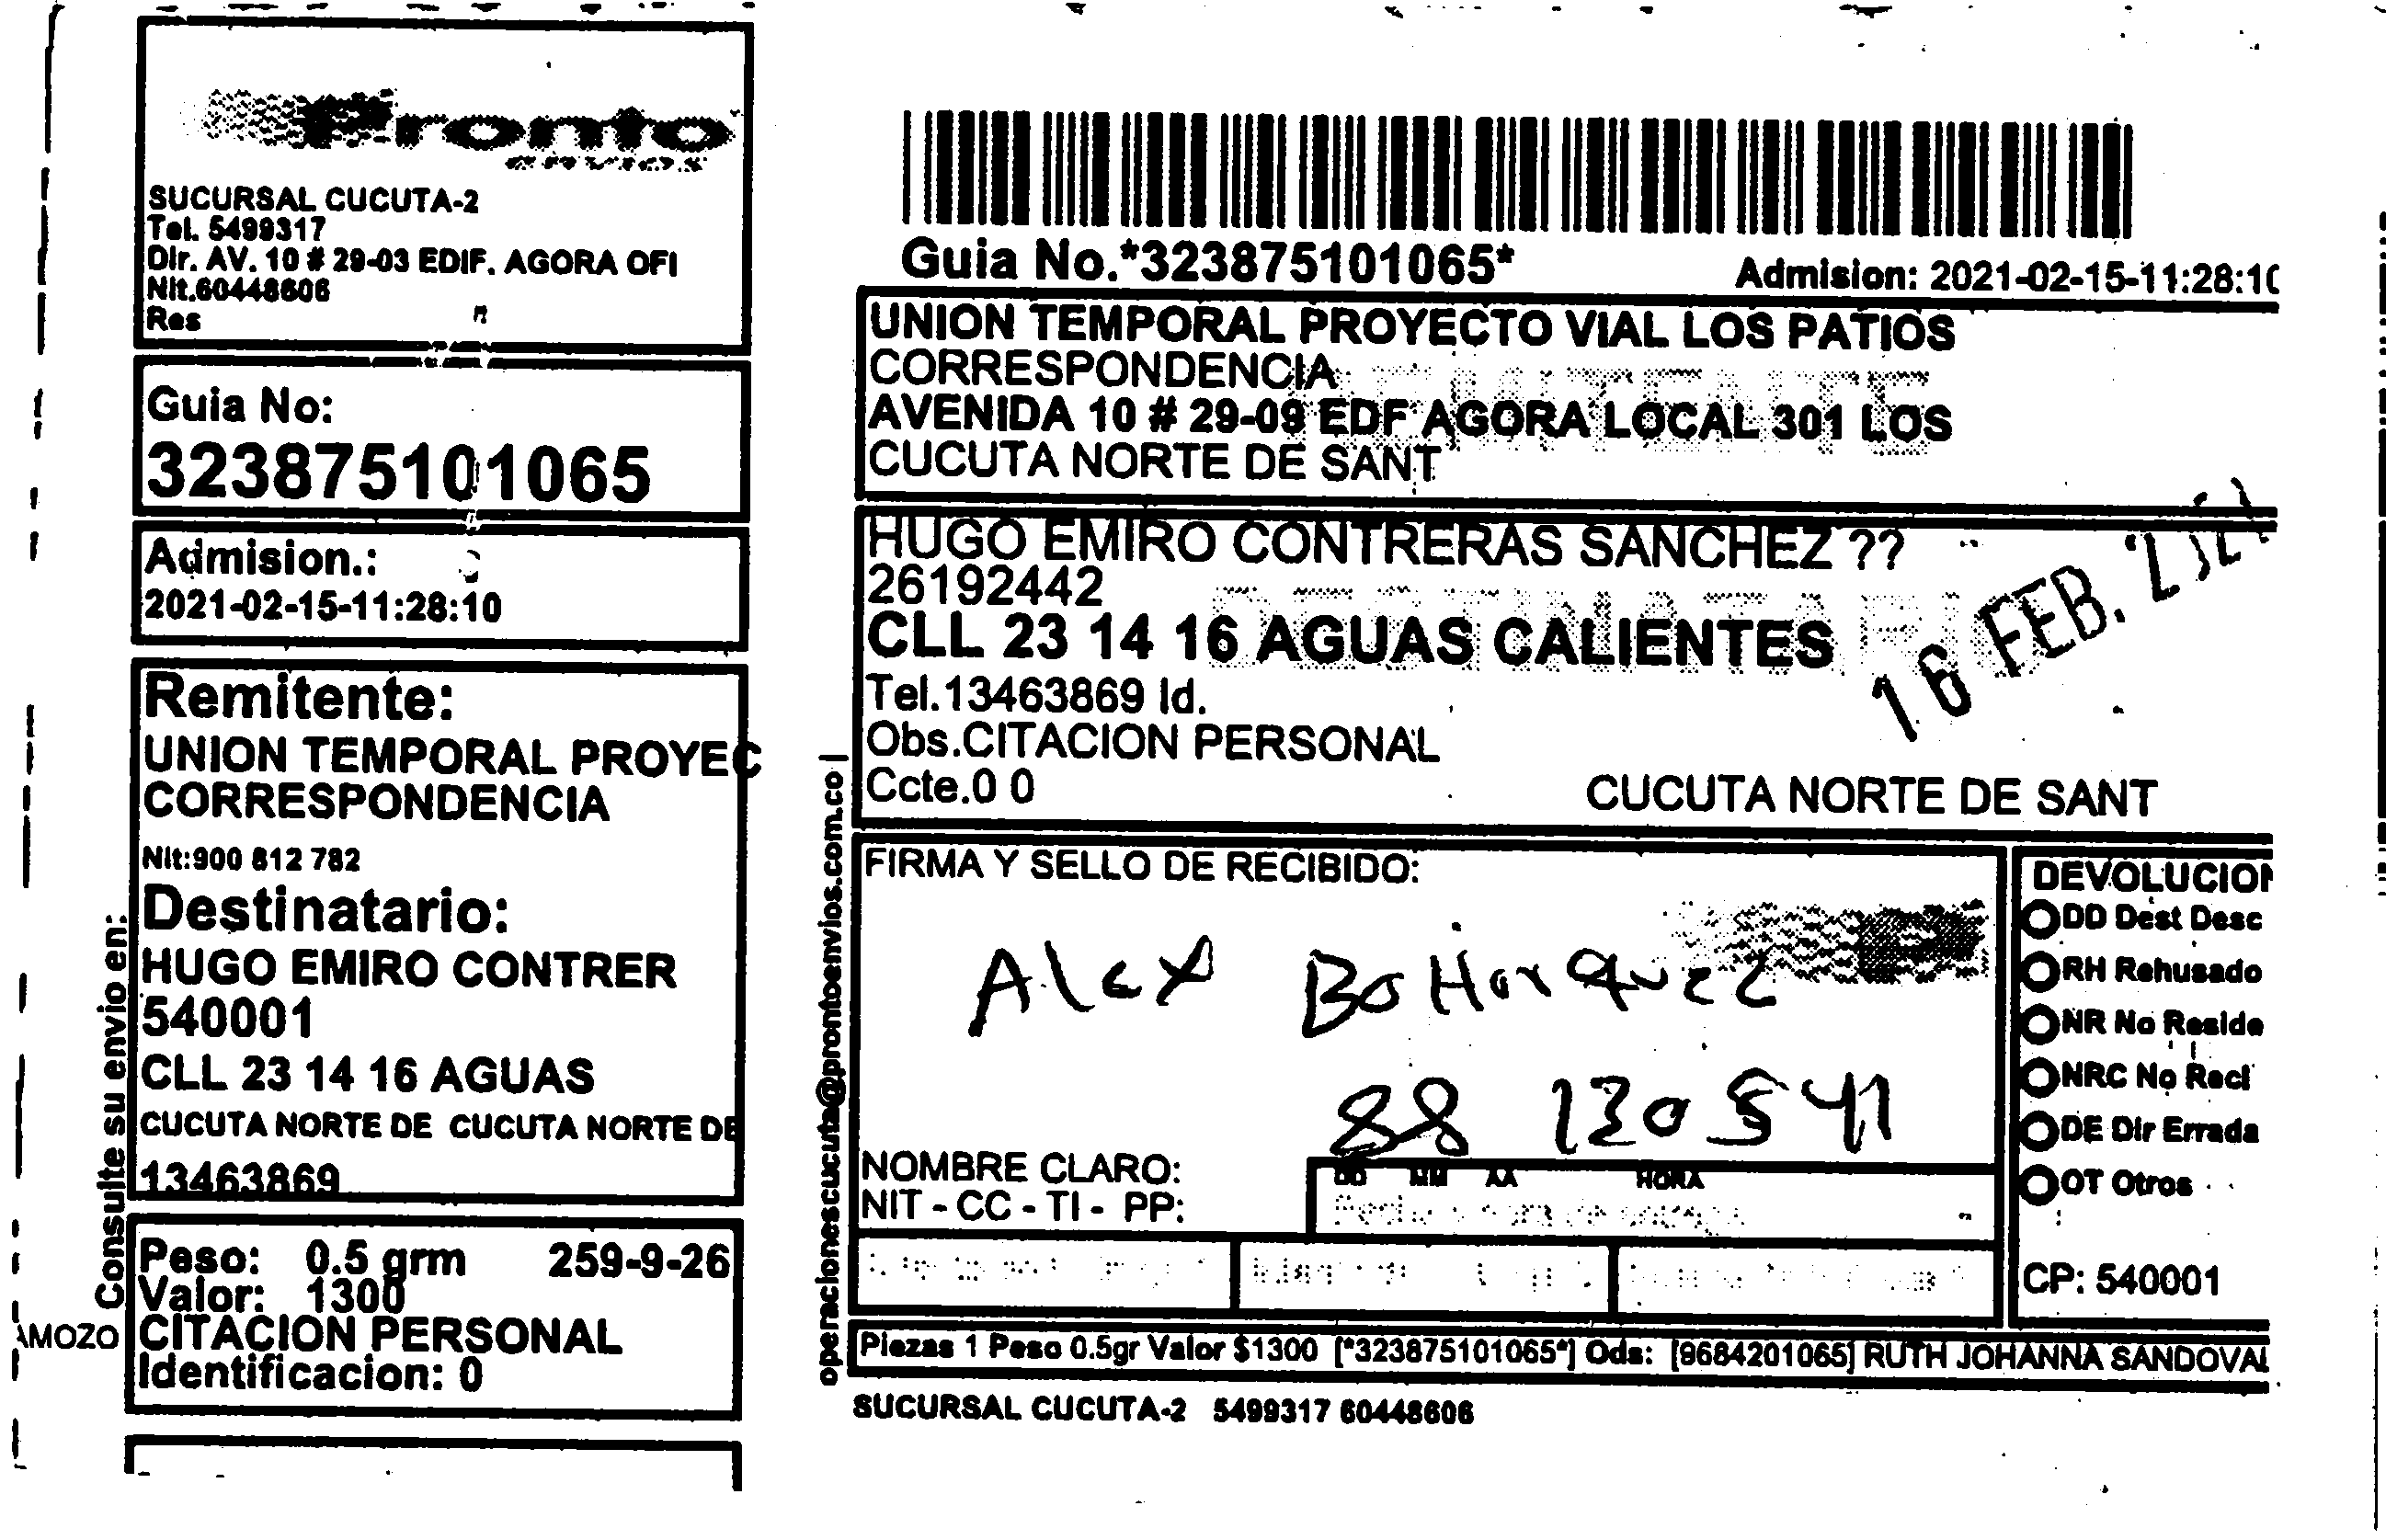 Pronto
envios
SUCURSAL CUCUTA-2
Tel. 5499317
Dir. AV. 10 # 29-03 EDIF. AGORA OFI
Nit.60448606
Res
Guia No:
323875101065
Admision.:
2021-02-15-11:28:10
Remitente:
UNION TEMPORAL PROYEC
CORRESPONDENCIA
Nit:900 812 782
Destinatario:
HUGO EMIRO CONTRER
540001
CLL 23 14 16 AGUAS
CUCUTA NORTE DE CUCUTA NORTE DE
13463869
Peso: 0.5 grm 259-9-26
Valor: 1300
CITACION PERSONAL
Identificacion: 0
Consulte su envio en:
AMOZO
Guia No.*323875101065*
Admision: 2021-02-15-11:28:10
UNION TEMPORAL PROYECTO VIAL LOS PATIOS
CORRESPONDENCIA
REMITENTE
AVENIDA 10 # 29-09 EDF AGORA LOCAL 301 LOS
CUCUTA NORTE DE SANT
HUGO EMIRO CONTRERAS SANCHEZ ??
26192442
DESTINATARIO
CLL 23 14 16 AGUAS CALIENTES
16 FEB.
Tel.13463869 Id.
Obs.CITACION PERSONAL
Ccte.0 0
CUCUTA NORTE DE SANT
operacionescucuta@prontoenvios.com.co |
FIRMA Y SELLO DE RECIBIDO:
Alex BoHorquez
88 130 541
NOMBRE CLARO:
NIT - CC - TI - PP:
DD MM AA HORA
DEVOLUCION
DD Dest Desc
RH Rehusado
NR No Reside
NRC No Reci
DE Dir Errada
OT Otros
CP: 540001
Piezas 1 Peso 0.5gr Valor $1300 [*323875101065*] Ods: [9684201065] RUTH JOHANNA SANDOVAL
SUCURSAL CUCUTA-2 5499317 60448606